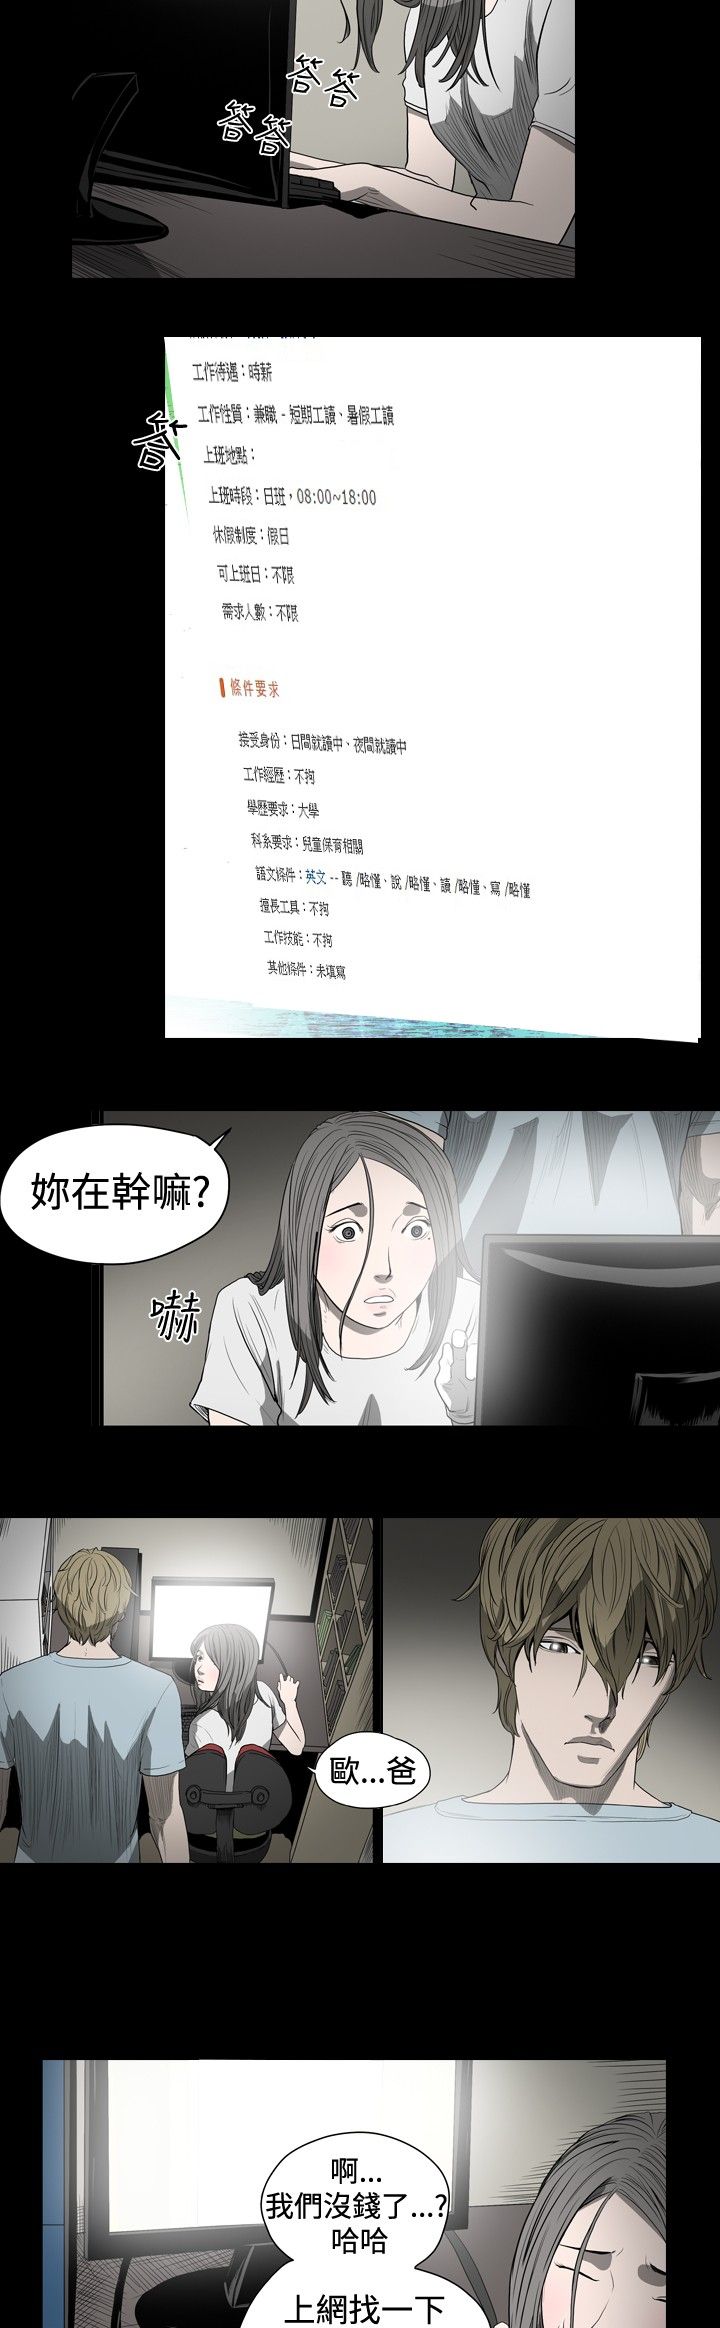 答答
答答
工作待遇：時薪
工作性質：兼職 - 短期工讀、暑假工讀
答
上班地點：
上班時段：日班，08:00~18:00
休假制度：假日
可上班日：不限
需求人數：不限
條件要求
接受身份：日間就讀中、夜間就讀中
工作經歷：不拘
學歷要求：大學
科系要求：兒童保育相關
語文條件：英文 -- 聽 /略懂、說 /略懂、讀 /略懂、寫 /略懂
擅長工具：不拘
工作技能：不拘
其他條件：未填寫
妳在幹嘛?
嚇
歐...爸
啊...
我們沒錢了...?
哈哈
上網找一下